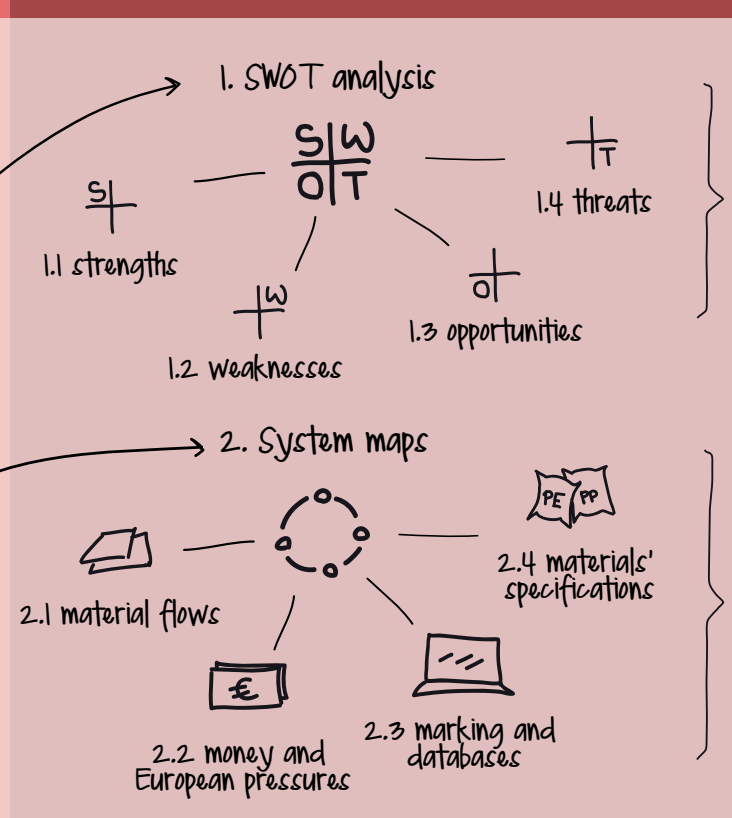 1. SWOT analysis
S W
O T
S
1.1 strengths
W
1.2 weaknesses
O
1.3 opportunities
T
1.4 threats
2. System maps
2.1 material flows
€
2.2 money and
European pressures
2.3 marking and
databases
PE PP
2.4 materials'
specifications